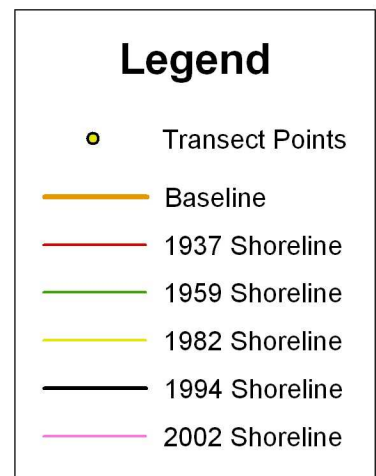 Legend
Transect Points
Baseline
1937 Shoreline
1959 Shoreline
1982 Shoreline
1994 Shoreline
2002 Shoreline